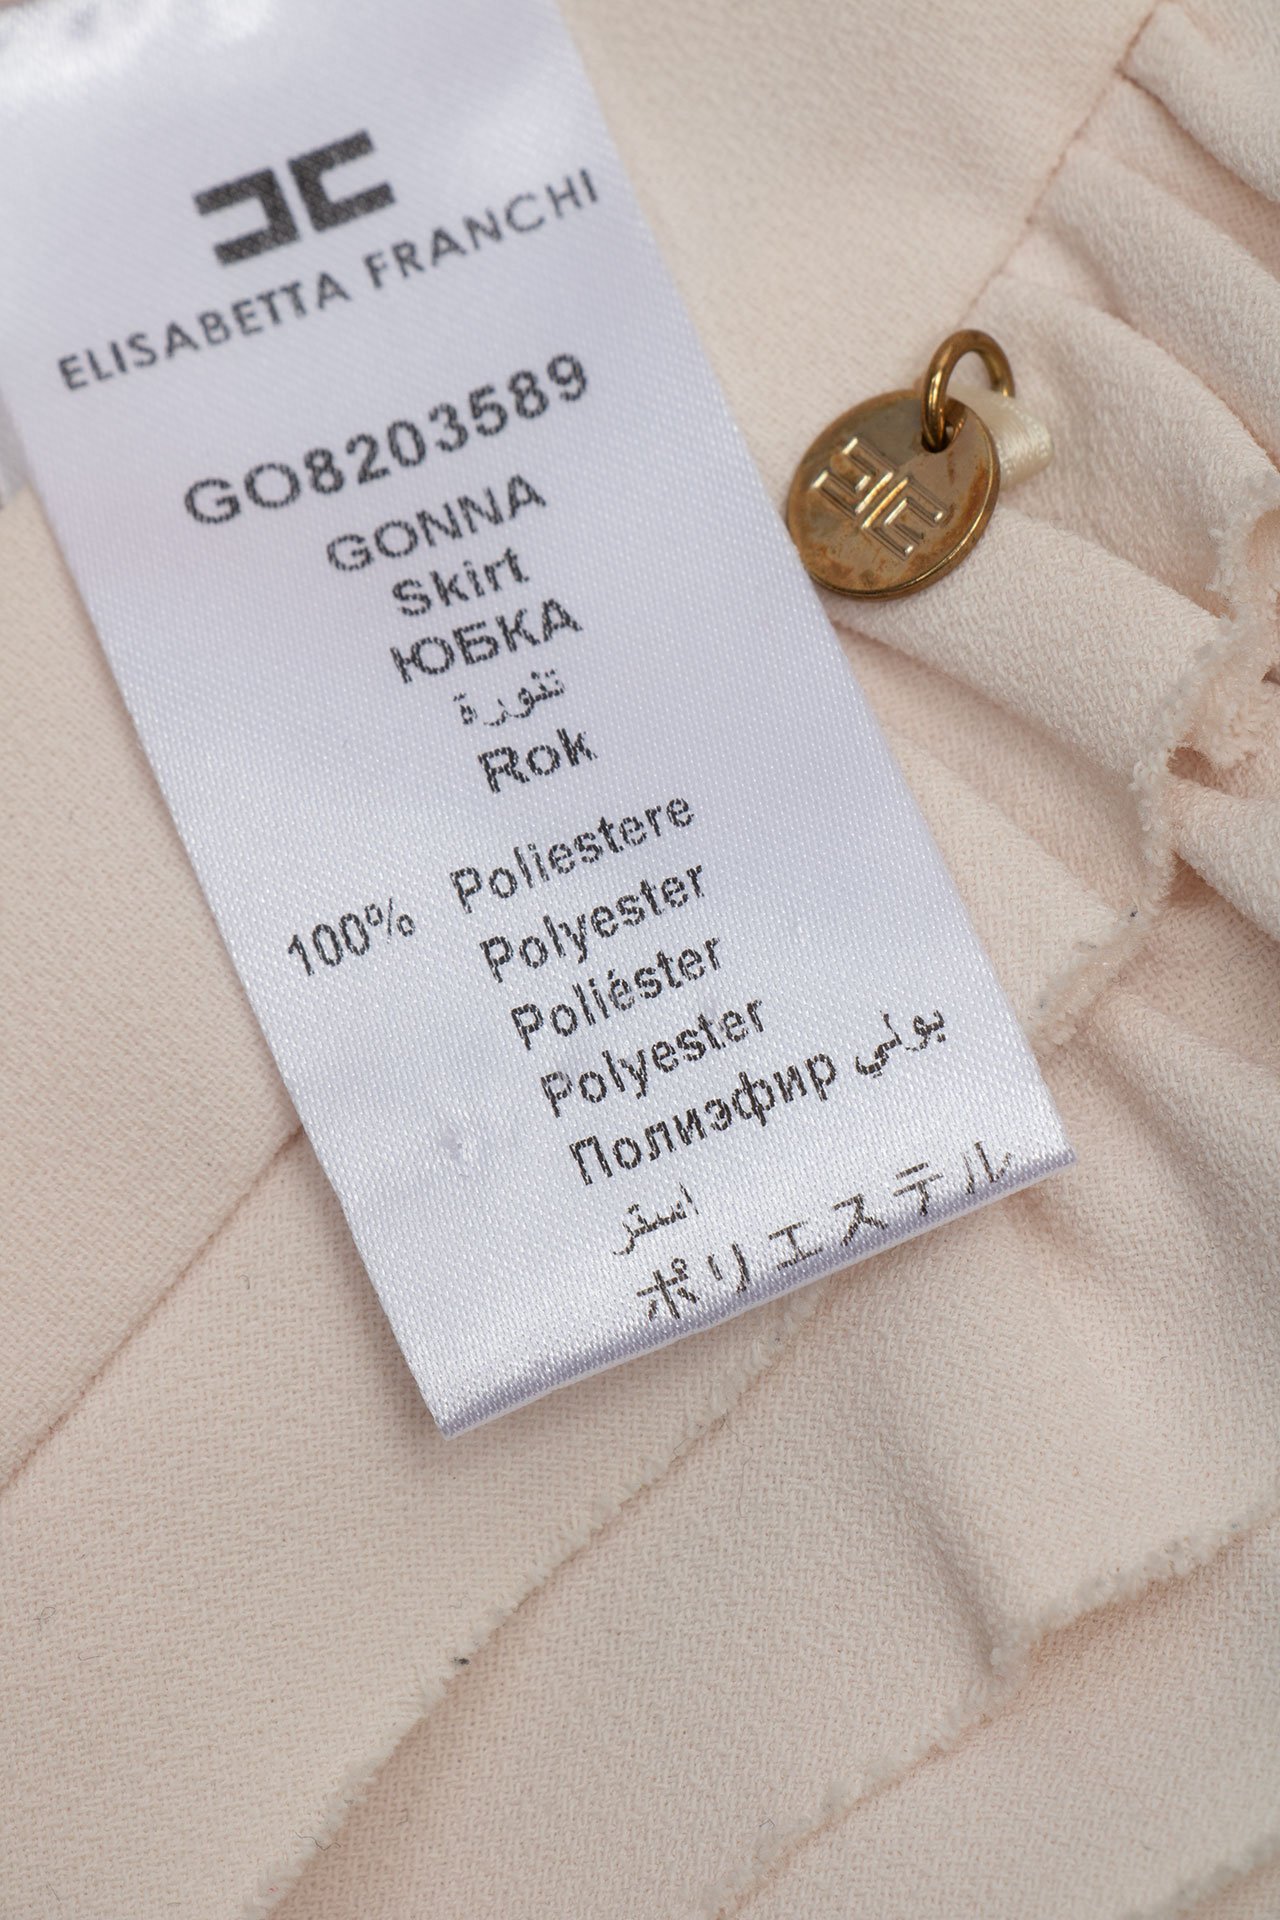 ELISABETTA FRANCHI
GO8203589
GONNA
Skirt
ЮБКА
تنورة
Rok
100% Poliestere
Polyester
Poliéster
Polyester
Полиэфир بولي
استر
ポリエステル